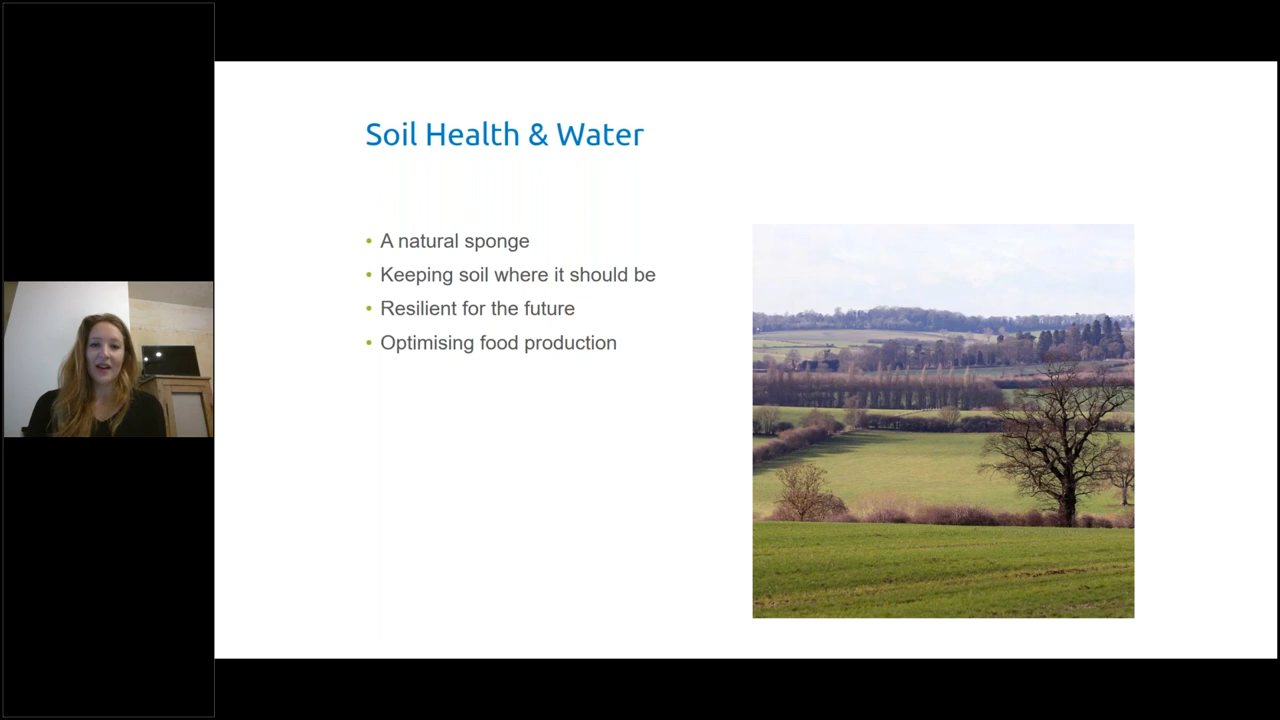 Soil Health & Water
• A natural sponge
• Keeping soil where it should be
• Resilient for the future
• Optimising food production